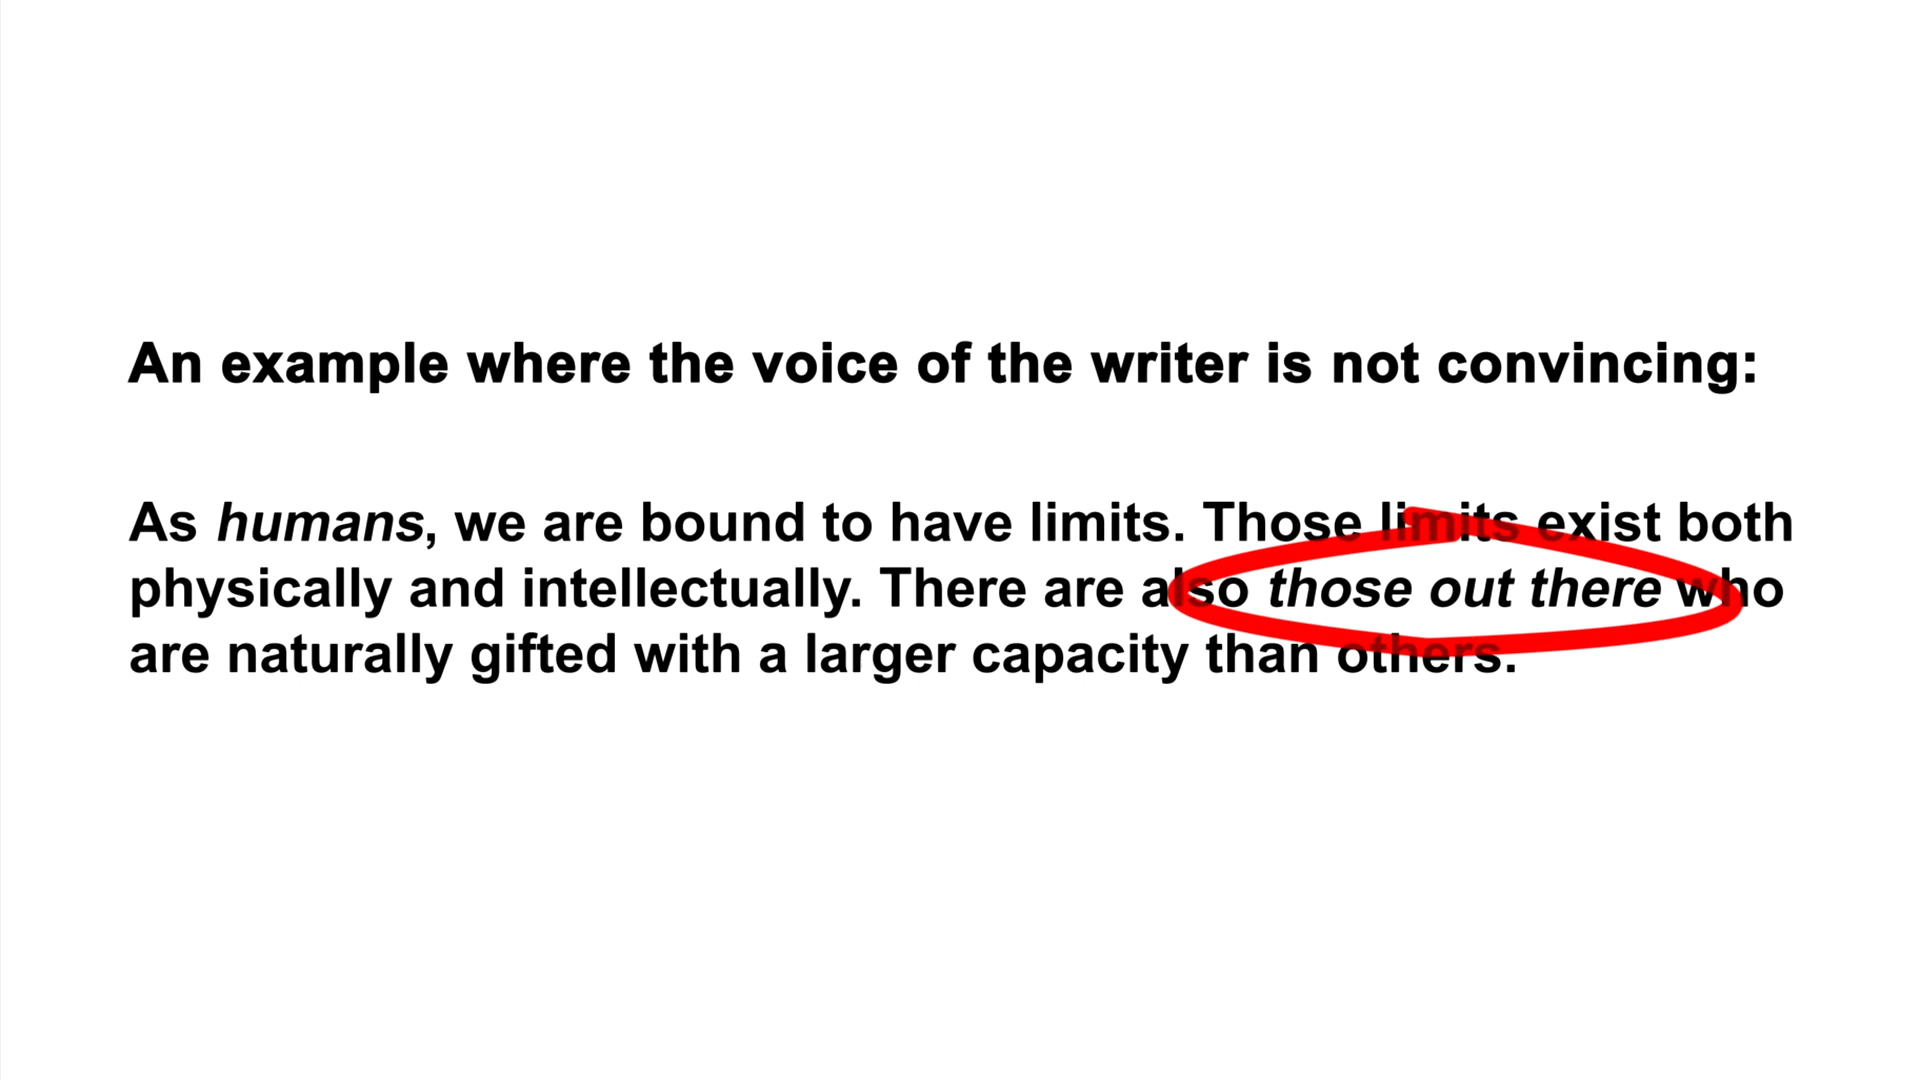 An example where the voice of the writer is not convincing:
As humans, we are bound to have limits. Those limits exist both
physically and intellectually. There are also those out there who
are naturally gifted with a larger capacity than others.